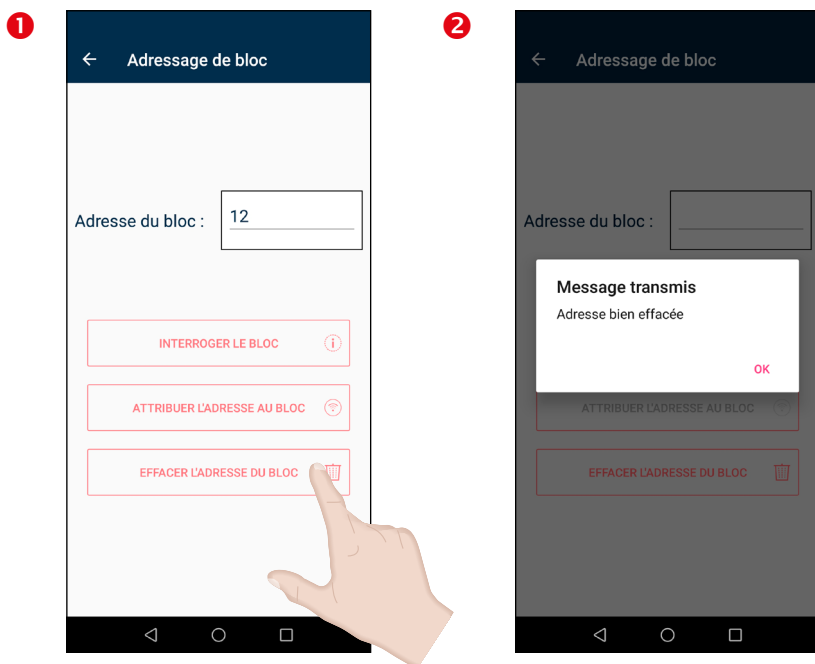 1
Adressage de bloc
Adresse du bloc :
12
INTERROGER LE BLOC
ATTRIBUER L'ADRESSE AU BLOC
EFFACER L'ADRESSE DU BLOC
2
Adressage de bloc
Adresse du bloc :
Message transmis
Adresse bien effacée
OK
ATTRIBUER L'ADRESSE AU BLOC
EFFACER L'ADRESSE DU BLOC